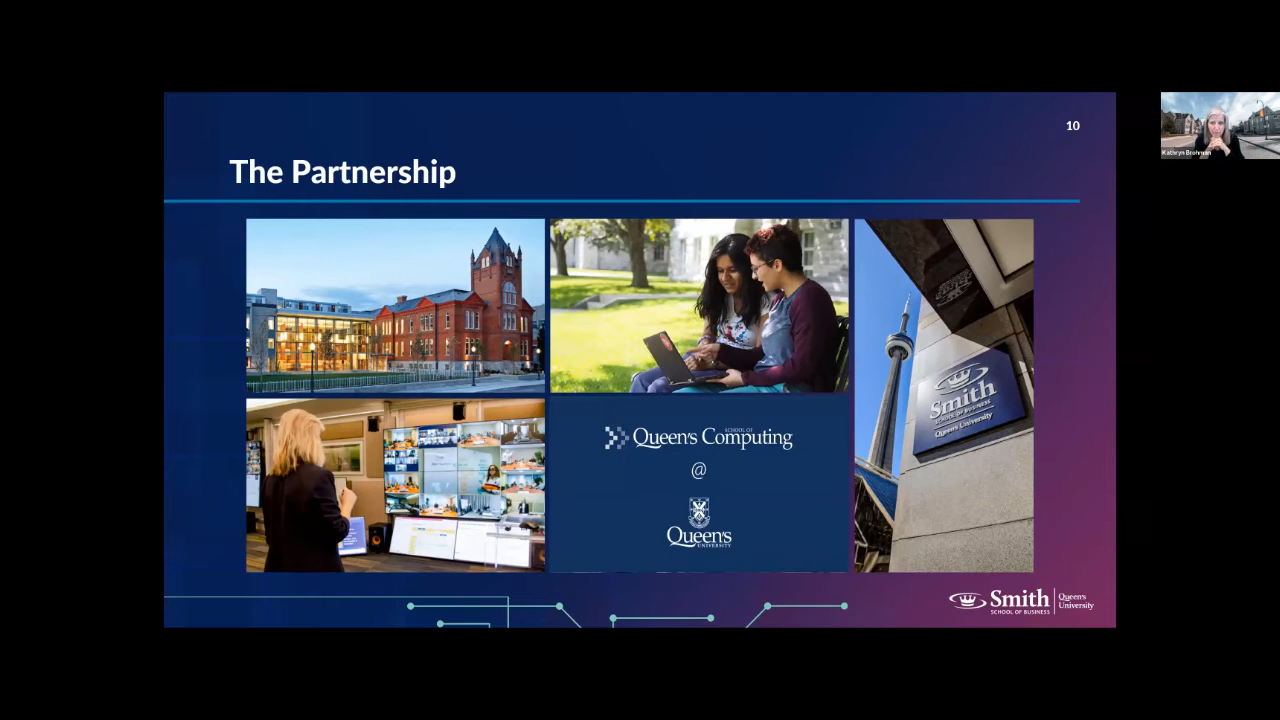 10
Kathryn Brohman
The Partnership
Smith
SCHOOL OF BUSINESS
Queen's University
SCHOOL OF
Queen's Computing
@
Queen's
UNIVERSITY
Smith
SCHOOL OF BUSINESS
Queen's
University